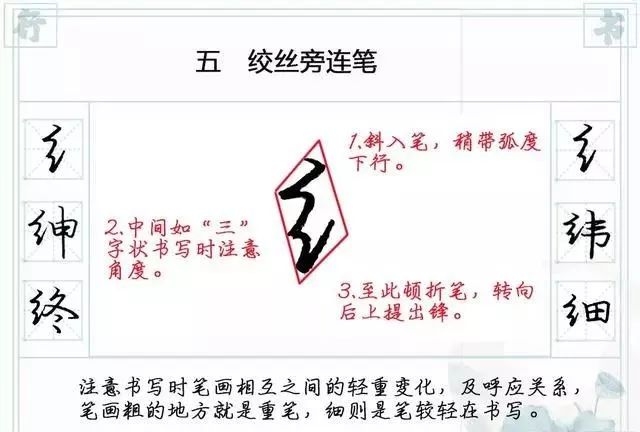 行 书
五 绞丝旁连笔
纟
绅
终
1.斜入笔，稍带弧度
下行。
2.中间如“三”
字状书写时注意
角度。
纟
3.至此顿折笔，转向
后上提出锋。
纟
纬
细
注意书写时笔画相互之间的轻重变化，及呼应关系，
笔画粗的地方就是重笔，细则是笔较轻在书写。